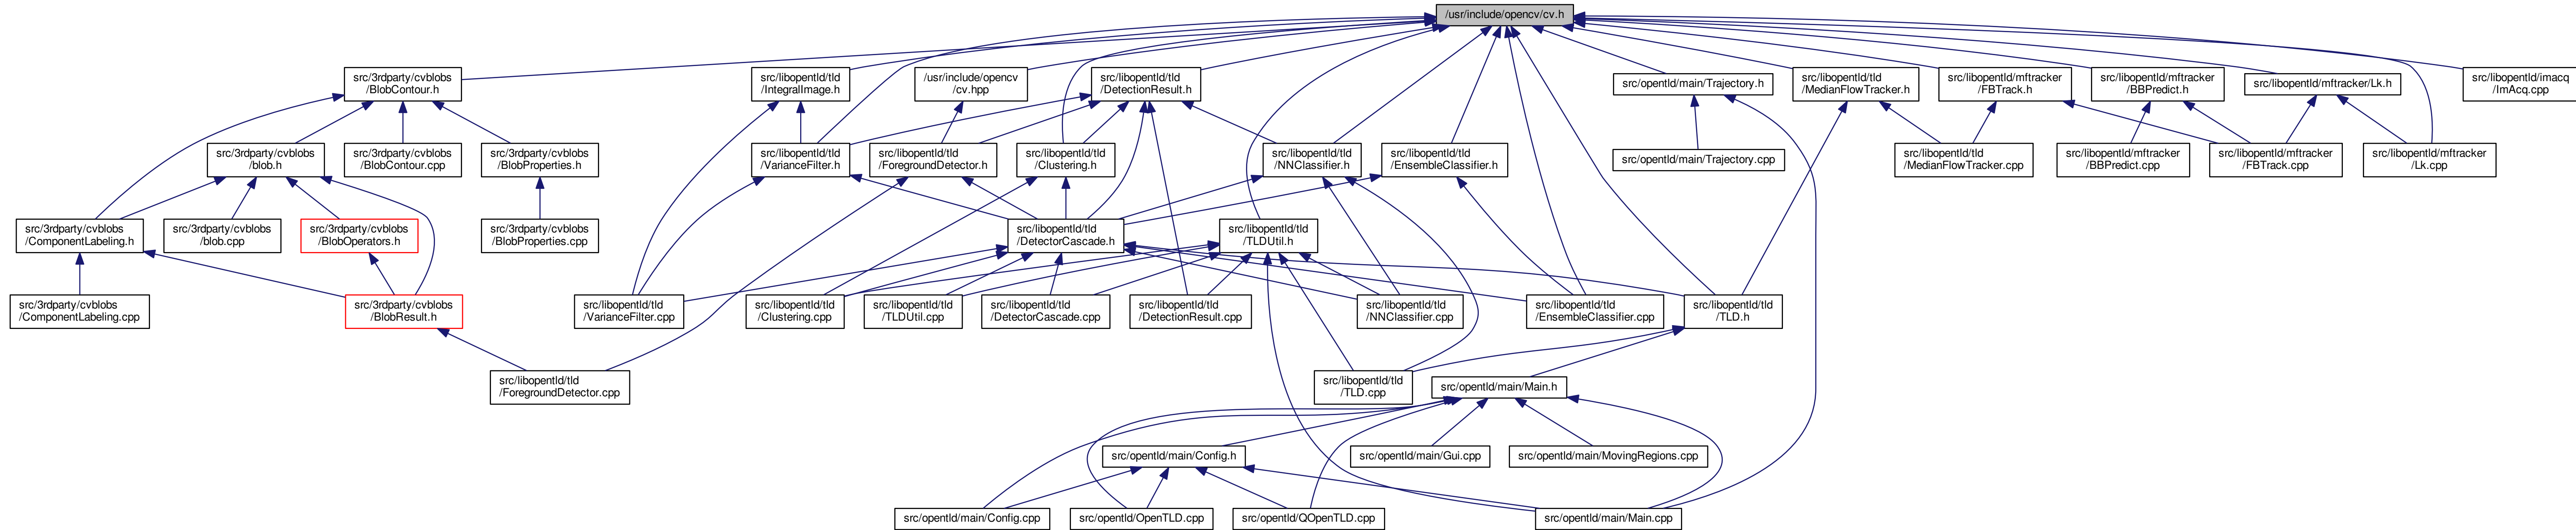 /usr/include/opencv/cv.h
src/3rdparty/cvblobs
/BlobContour.h
src/libopentld/tld
/IntegralImage.h
/usr/include/opencv
/cv.hpp
src/libopentld/tld
/DetectionResult.h
src/opentld/main/Trajectory.h
src/libopentld/tld
/MedianFlowTracker.h
src/libopentld/mftracker
/FBTrack.h
src/libopentld/mftracker
/BBPredict.h
src/libopentld/mftracker/Lk.h
src/libopentld/imacq
/ImAcq.cpp
src/3rdparty/cvblobs
/blob.h
src/3rdparty/cvblobs
/BlobContour.cpp
src/3rdparty/cvblobs
/BlobProperties.h
src/libopentld/tld
/VarianceFilter.h
src/libopentld/tld
/ForegroundDetector.h
src/libopentld/tld
/Clustering.h
src/libopentld/tld
/NNClassifier.h
src/libopentld/tld
/EnsembleClassifier.h
src/opentld/main/Trajectory.cpp
src/libopentld/tld
/MedianFlowTracker.cpp
src/libopentld/mftracker
/BBPredict.cpp
src/libopentld/mftracker
/FBTrack.cpp
src/libopentld/mftracker
/Lk.cpp
src/3rdparty/cvblobs
/ComponentLabeling.h
src/3rdparty/cvblobs
/blob.cpp
src/3rdparty/cvblobs
/BlobOperators.h
src/3rdparty/cvblobs
/BlobProperties.cpp
src/libopentld/tld
/DetectorCascade.h
src/libopentld/tld
/TLDUtil.h
src/3rdparty/cvblobs
/ComponentLabeling.cpp
src/3rdparty/cvblobs
/BlobResult.h
src/libopentld/tld
/VarianceFilter.cpp
src/libopentld/tld
/Clustering.cpp
src/libopentld/tld
/TLDUtil.cpp
src/libopentld/tld
/DetectorCascade.cpp
src/libopentld/tld
/DetectionResult.cpp
src/libopentld/tld
/NNClassifier.cpp
src/libopentld/tld
/EnsembleClassifier.cpp
src/libopentld/tld
/TLD.h
src/libopentld/tld
/ForegroundDetector.cpp
src/libopentld/tld
/TLD.cpp
src/opentld/main/Main.h
src/opentld/main/Config.h
src/opentld/main/Gui.cpp
src/opentld/main/MovingRegions.cpp
src/opentld/main/Config.cpp
src/opentld/OpenTLD.cpp
src/opentld/QOpenTLD.cpp
src/opentld/main/Main.cpp